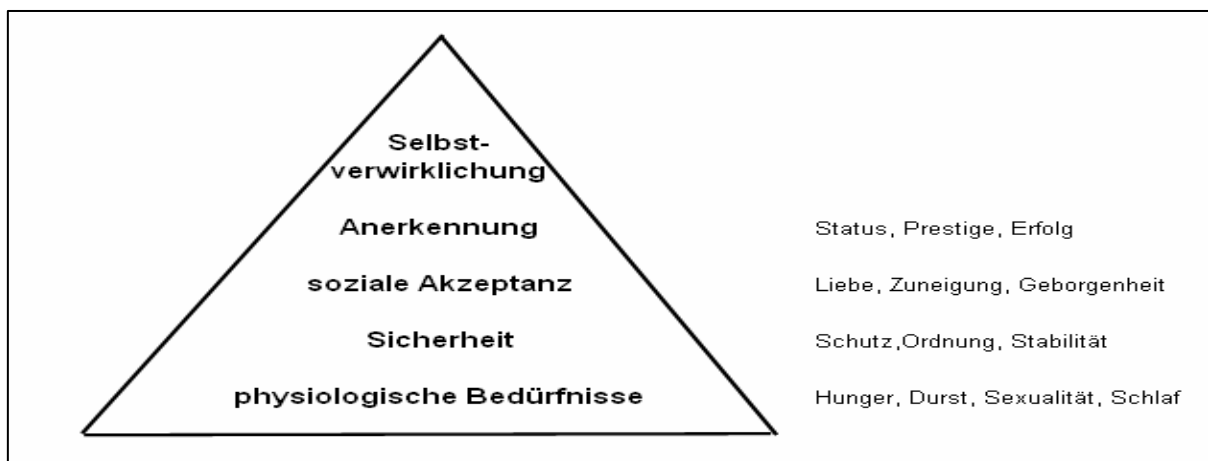 Selbst-
verwirklichung
Anerkennung Status, Prestige, Erfolg
soziale Akzeptanz Liebe, Zuneigung, Geborgenheit
Sicherheit Schutz,Ordnung, Stabilität
physiologische Bedürfnisse Hunger, Durst, Sexualität, Schlaf